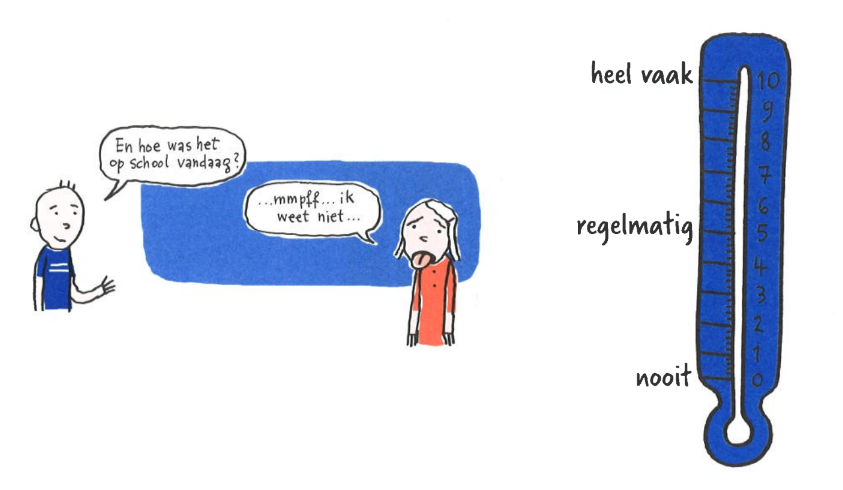 En hoe was het
op school vandaag?
...mmpff... ik
weet niet...
heel vaak
regelmatig
nooit
10
9
8
7
6
5
4
3
2
1
0